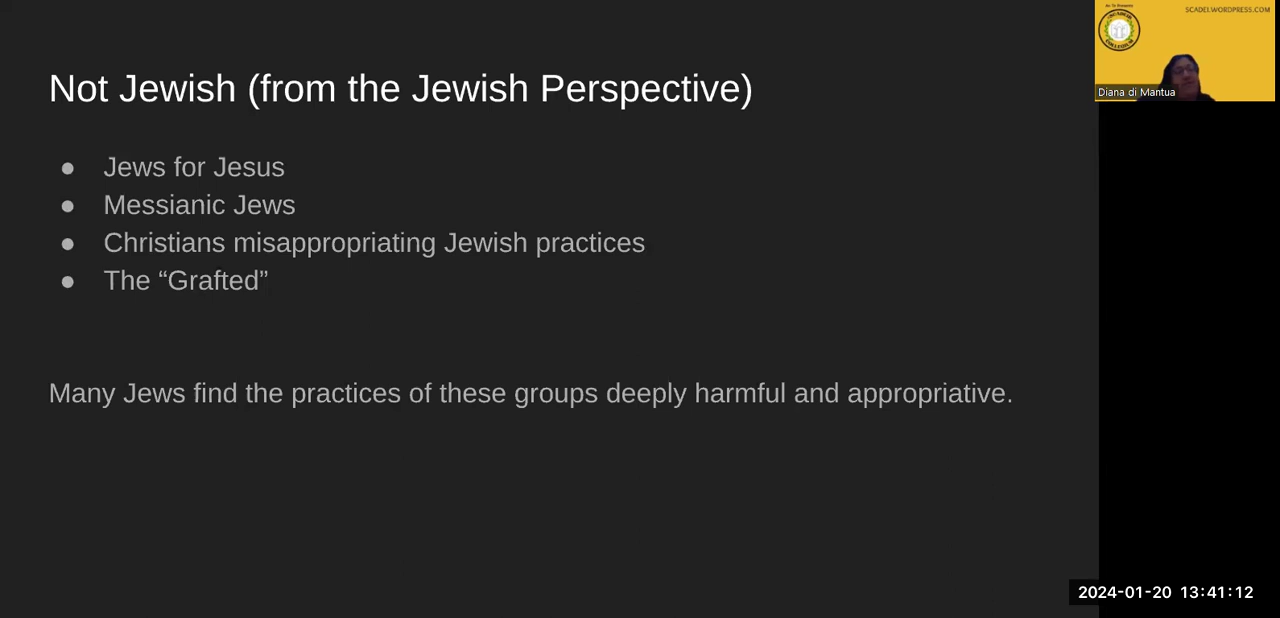 Not Jewish (from the Jewish Perspective)
● Jews for Jesus
● Messianic Jews
● Christians misappropriating Jewish practices
● The “Grafted”
Many Jews find the practices of these groups deeply harmful and appropriative.
SCADEI.WORDPRESS.COM
Diana di Mantua
2024-01-20 13:41:12